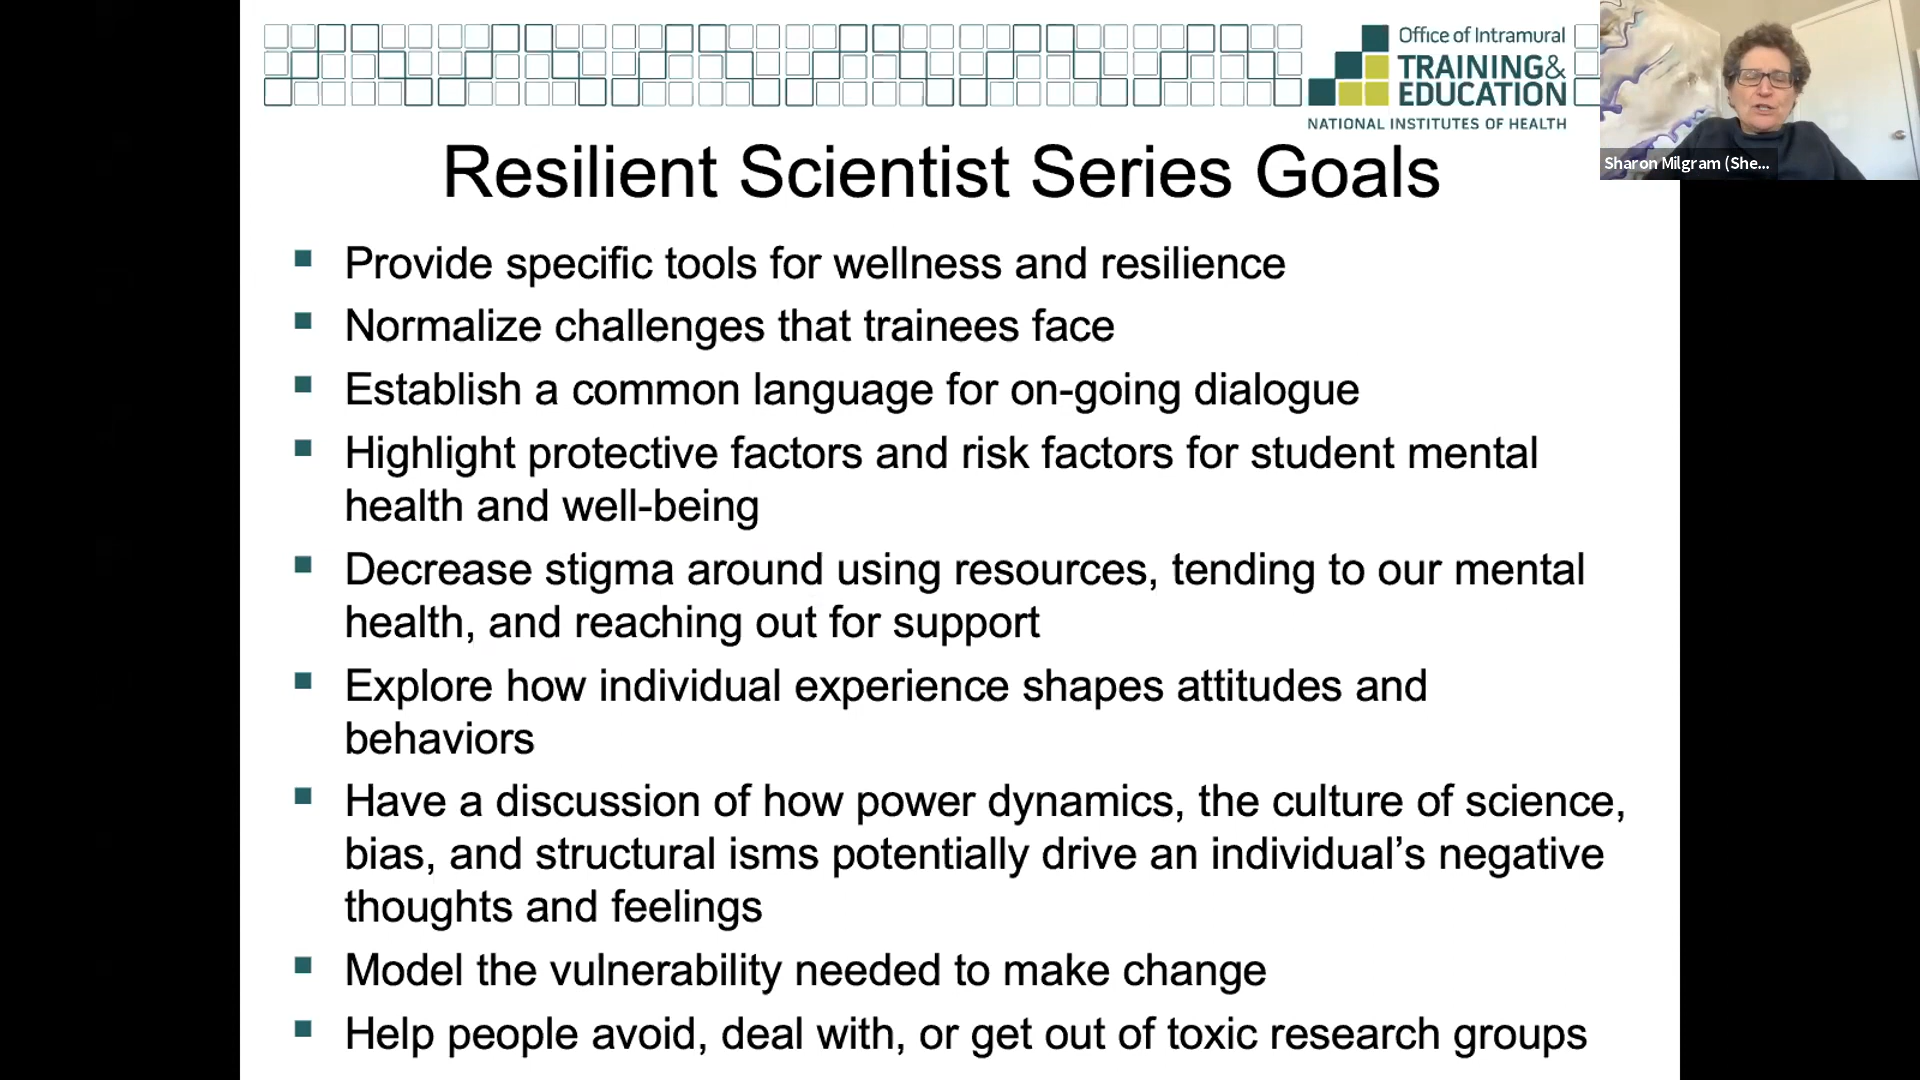 Office of Intramural
TRAINING&
EDUCATION
NATIONAL INSTITUTES OF HEALTH
Sharon Milgram (She...
Resilient Scientist Series Goals
Provide specific tools for wellness and resilience
Normalize challenges that trainees face
Establish a common language for on-going dialogue
Highlight protective factors and risk factors for student mental
health and well-being
Decrease stigma around using resources, tending to our mental
health, and reaching out for support
Explore how individual experience shapes attitudes and
behaviors
Have a discussion of how power dynamics, the culture of science,
bias, and structural isms potentially drive an individual’s negative
thoughts and feelings
Model the vulnerability needed to make change
Help people avoid, deal with, or get out of toxic research groups